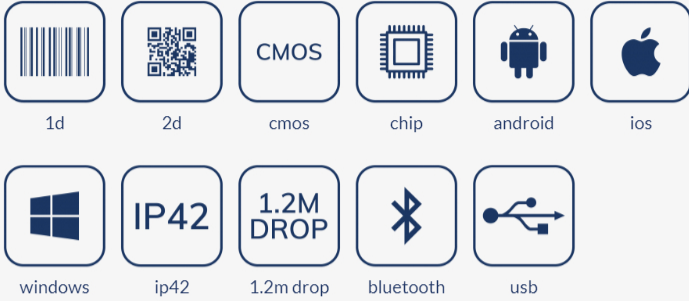 CMOS
1d
2d
cmos
chip
android
ios
IP42
1.2M
DROP
windows
ip42
1.2m drop
bluetooth
usb